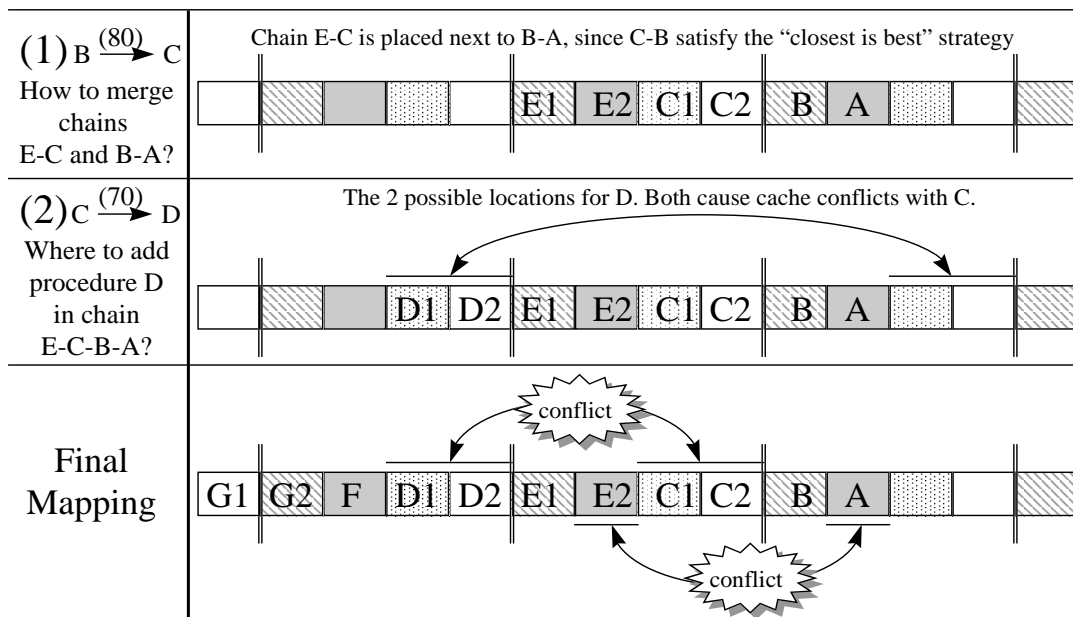 (1) B (80) C
How to merge
chains
E-C and B-A?
Chain E-C is placed next to B-A, since C-B satisfy the “closest is best” strategy
E1 E2 C1 C2 B A
(2) C (70) D
Where to add
procedure D
in chain
E-C-B-A?
The 2 possible locations for D. Both cause cache conflicts with C.
D1 D2 E1 E2 C1 C2 B A
Final
Mapping
conflict
G1 G2 F D1 D2 E1 E2 C1 C2 B A
conflict